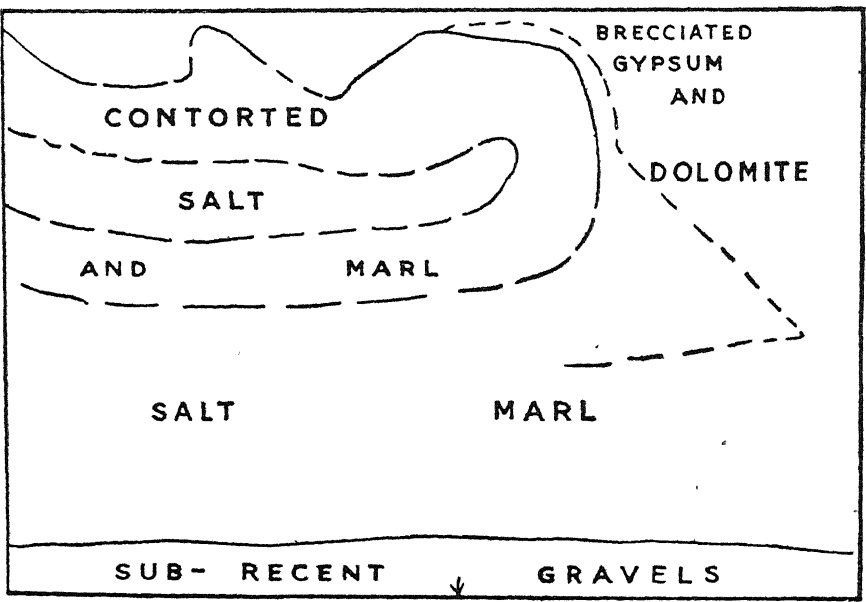 BRECCIATED
GYPSUM
AND
CONTORTED
DOLOMITE
SALT
AND MARL
SALT MARL
SUB- RECENT GRAVELS